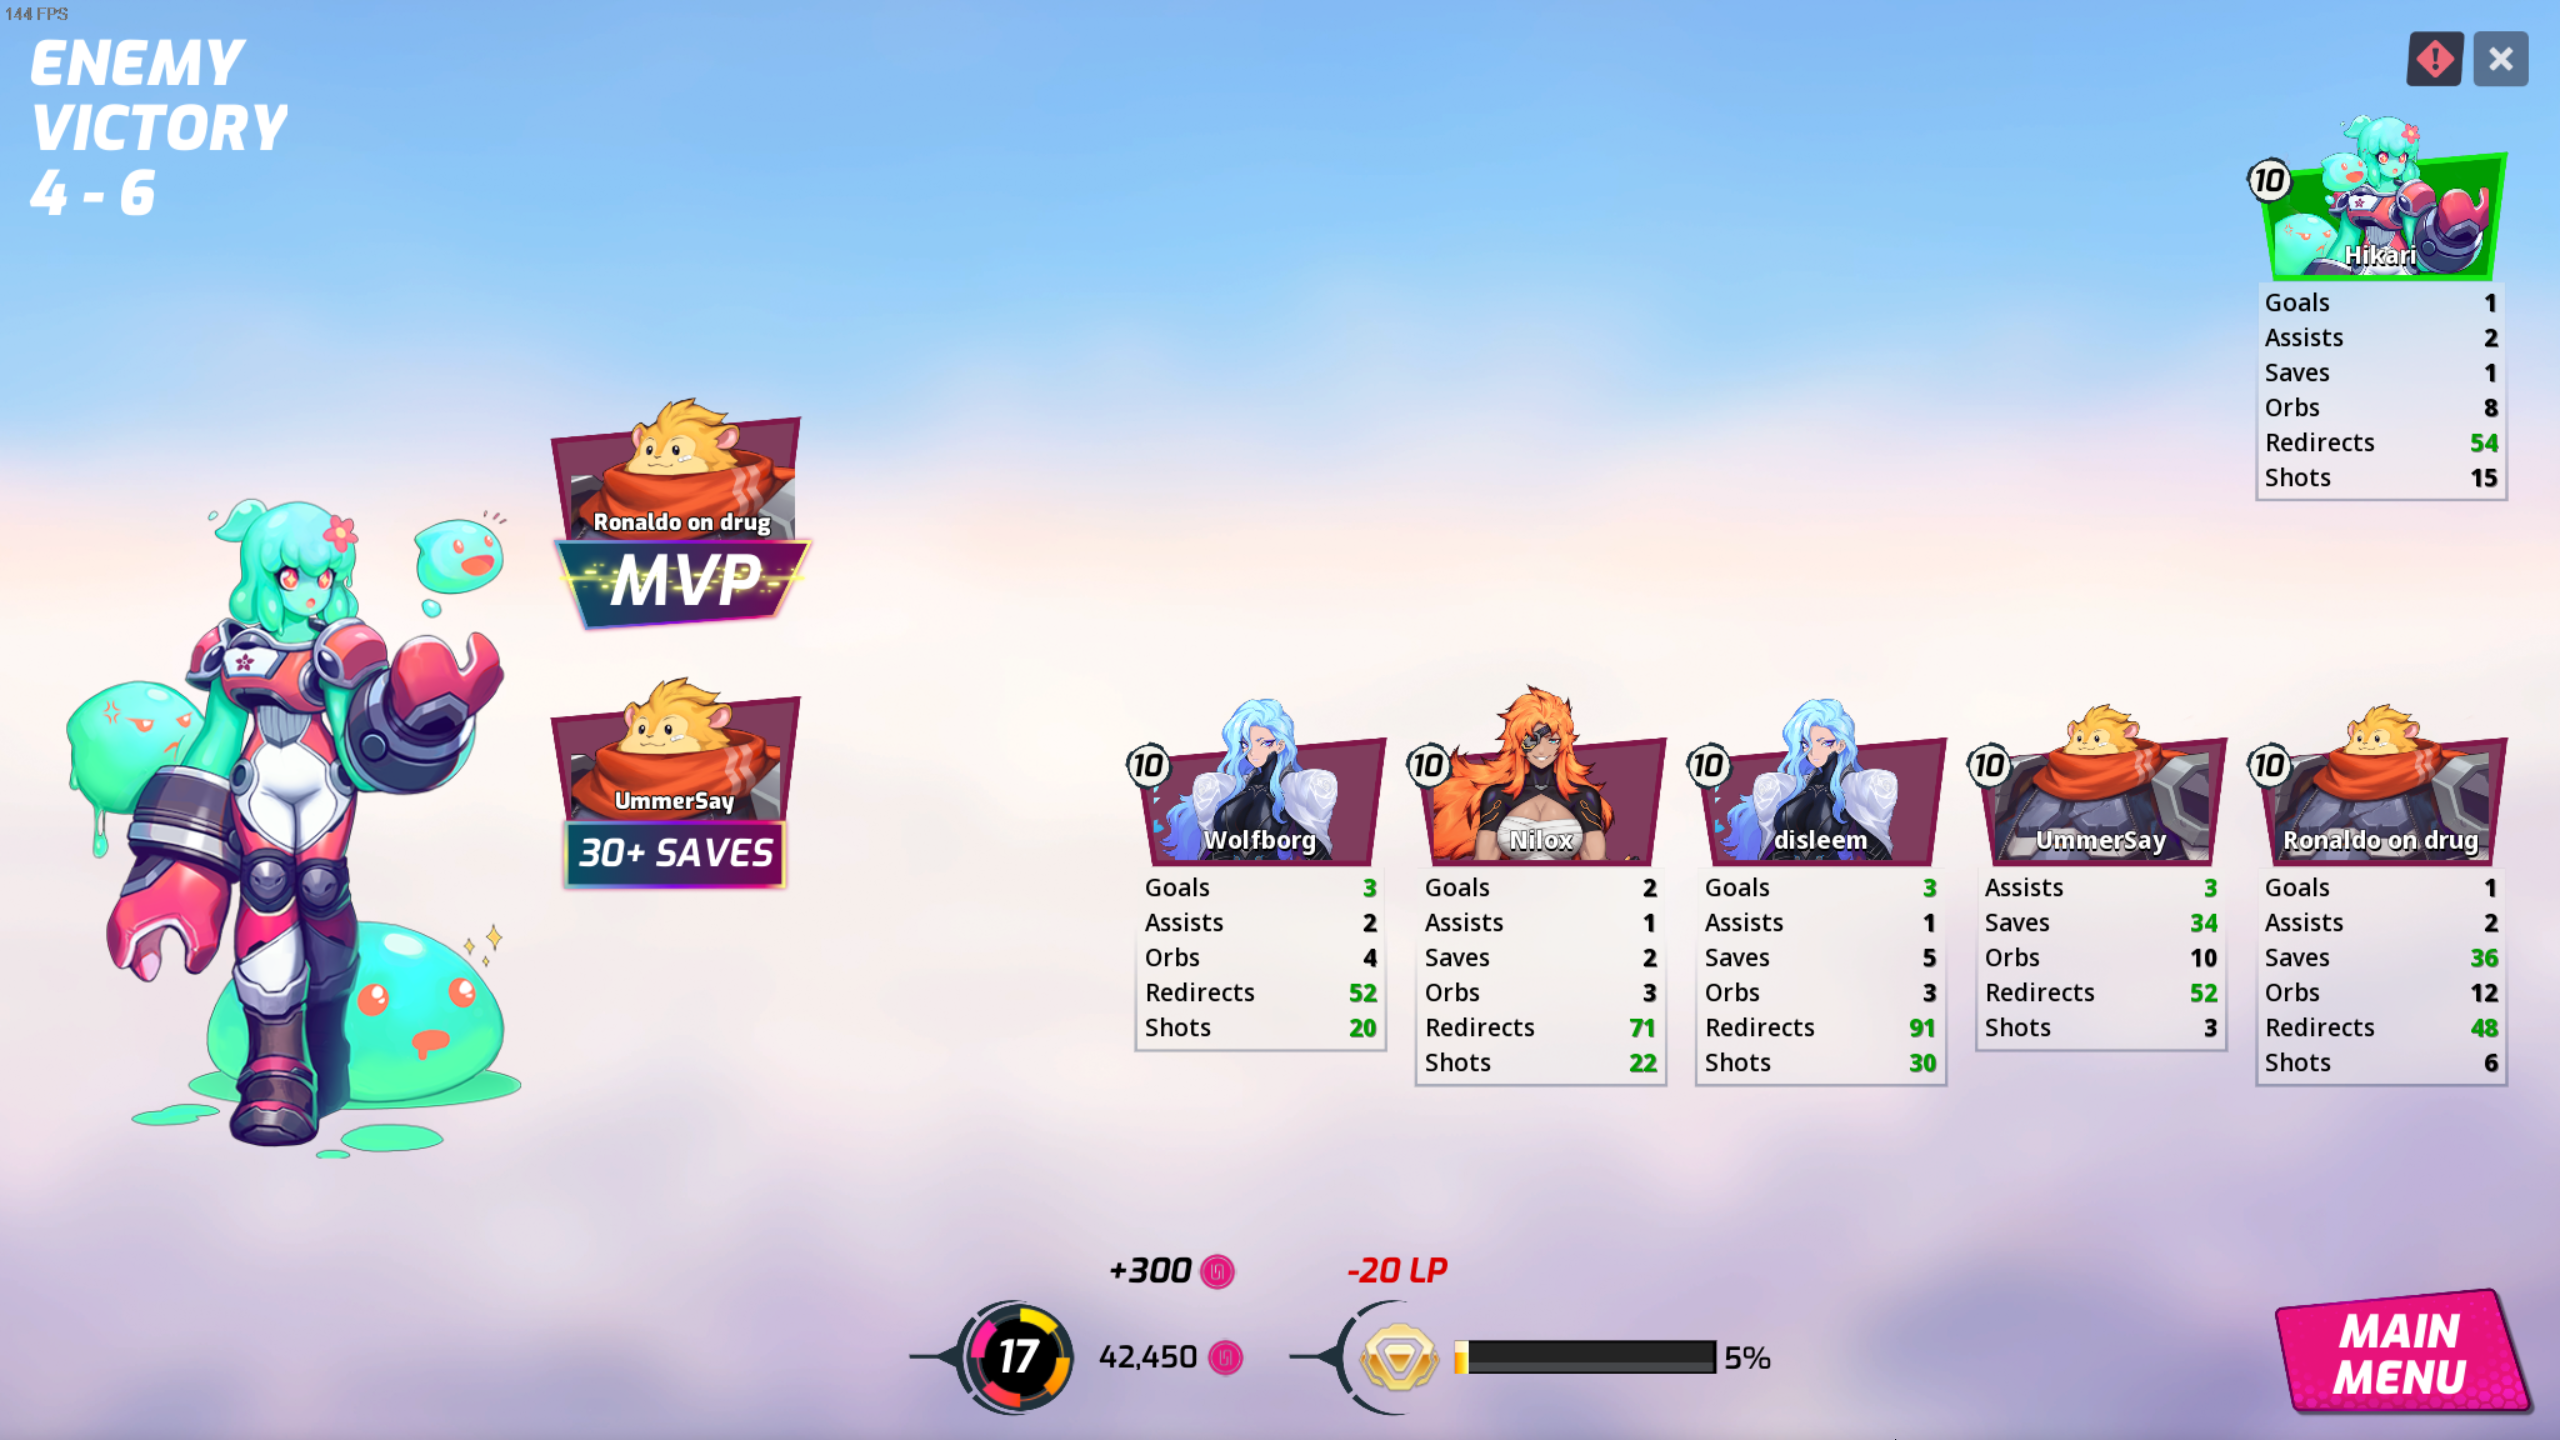 144 FPS
ENEMY
VICTORY
4 - 6
10
Hikari
Goals 1
Assists 2
Saves 1
Orbs 8
Redirects 54
Shots 15
Ronaldo on drug
MVP
UmmerSay
30+ SAVES
10
Wolfborg
Goals 3
Assists 2
Orbs 4
Redirects 52
Shots 20
10
Nilox
Goals 2
Assists 1
Saves 2
Orbs 3
Redirects 71
Shots 22
10
disleem
Goals 3
Assists 1
Saves 5
Orbs 3
Redirects 91
Shots 30
10
UmmerSay
Assists 3
Saves 34
Orbs 10
Redirects 52
Shots 3
10
Ronaldo on drug
Goals 1
Assists 2
Saves 36
Orbs 12
Redirects 48
Shots 6
+300
17
42,450
-20 LP
5%
MAIN
MENU